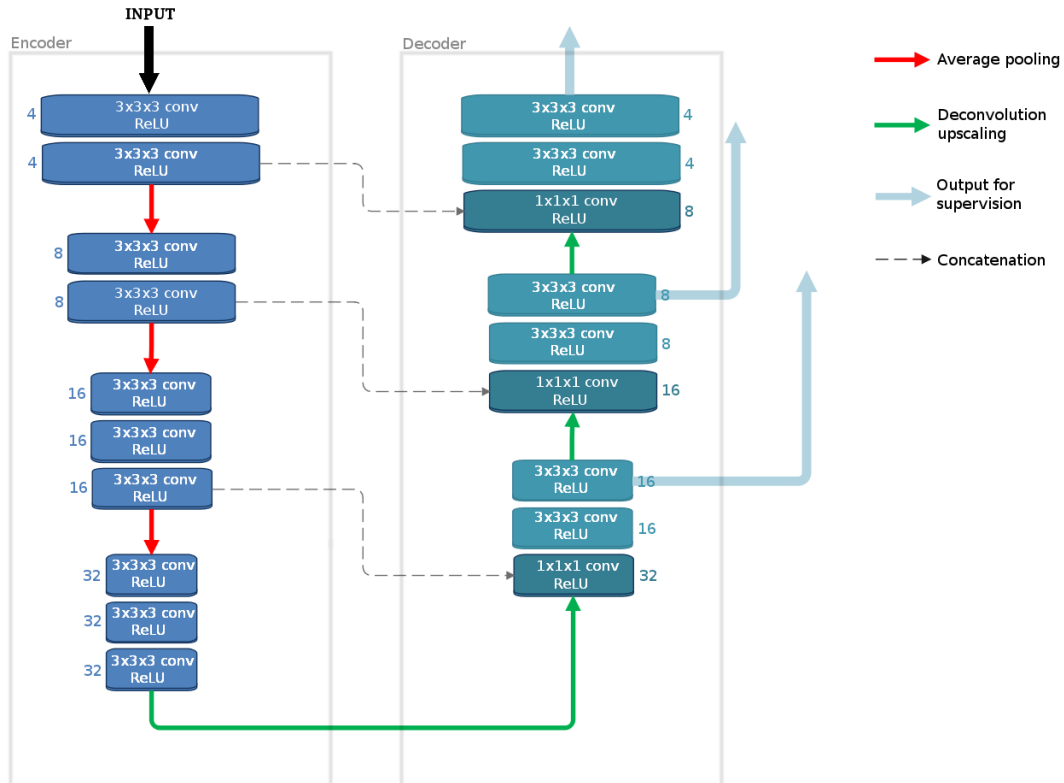 INPUT
Encoder
4
3x3x3 conv
ReLU
4
3x3x3 conv
ReLU
8
3x3x3 conv
ReLU
8
3x3x3 conv
ReLU
16
3x3x3 conv
ReLU
16
3x3x3 conv
ReLU
16
3x3x3 conv
ReLU
32
3x3x3 conv
ReLU
32
3x3x3 conv
ReLU
32
3x3x3 conv
ReLU
Decoder
3x3x3 conv
ReLU
4
3x3x3 conv
ReLU
4
1x1x1 conv
ReLU
8
3x3x3 conv
ReLU
8
3x3x3 conv
ReLU
8
1x1x1 conv
ReLU
16
3x3x3 conv
ReLU
16
3x3x3 conv
ReLU
16
1x1x1 conv
ReLU
32
Average pooling
Deconvolution
upscaling
Output for
supervision
Concatenation